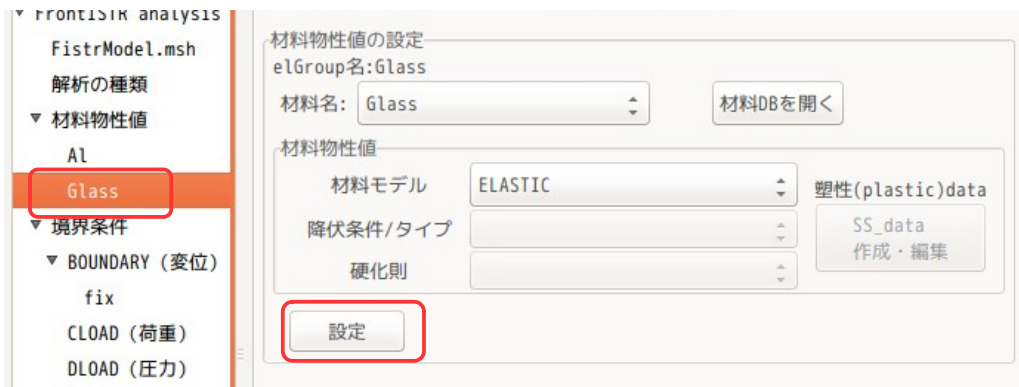 FrontISTR analysis
FistrModel.msh
解析の種類
材料物性値
Al
Glass
境界条件
BOUNDARY (変位)
fix
CLOAD (荷重)
DLOAD (圧力)
材料物性値の設定
elGroup名:Glass
材料名: Glass 材料DBを開く
材料物性値
材料モデル ELASTIC
塑性(plastic)data
降伏条件/タイプ
SS_data
作成・編集
硬化則
設定